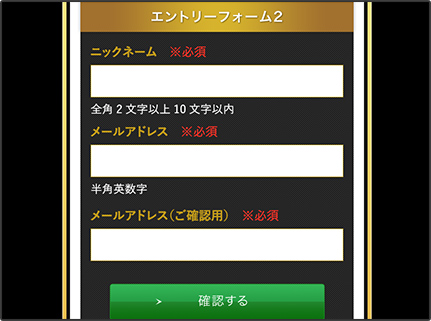 エントリーフォーム2
ニックネーム ※必須
全角2文字以上10文字以内
メールアドレス ※必須
半角英数字
メールアドレス(ご確認用) ※必須
> 確認する